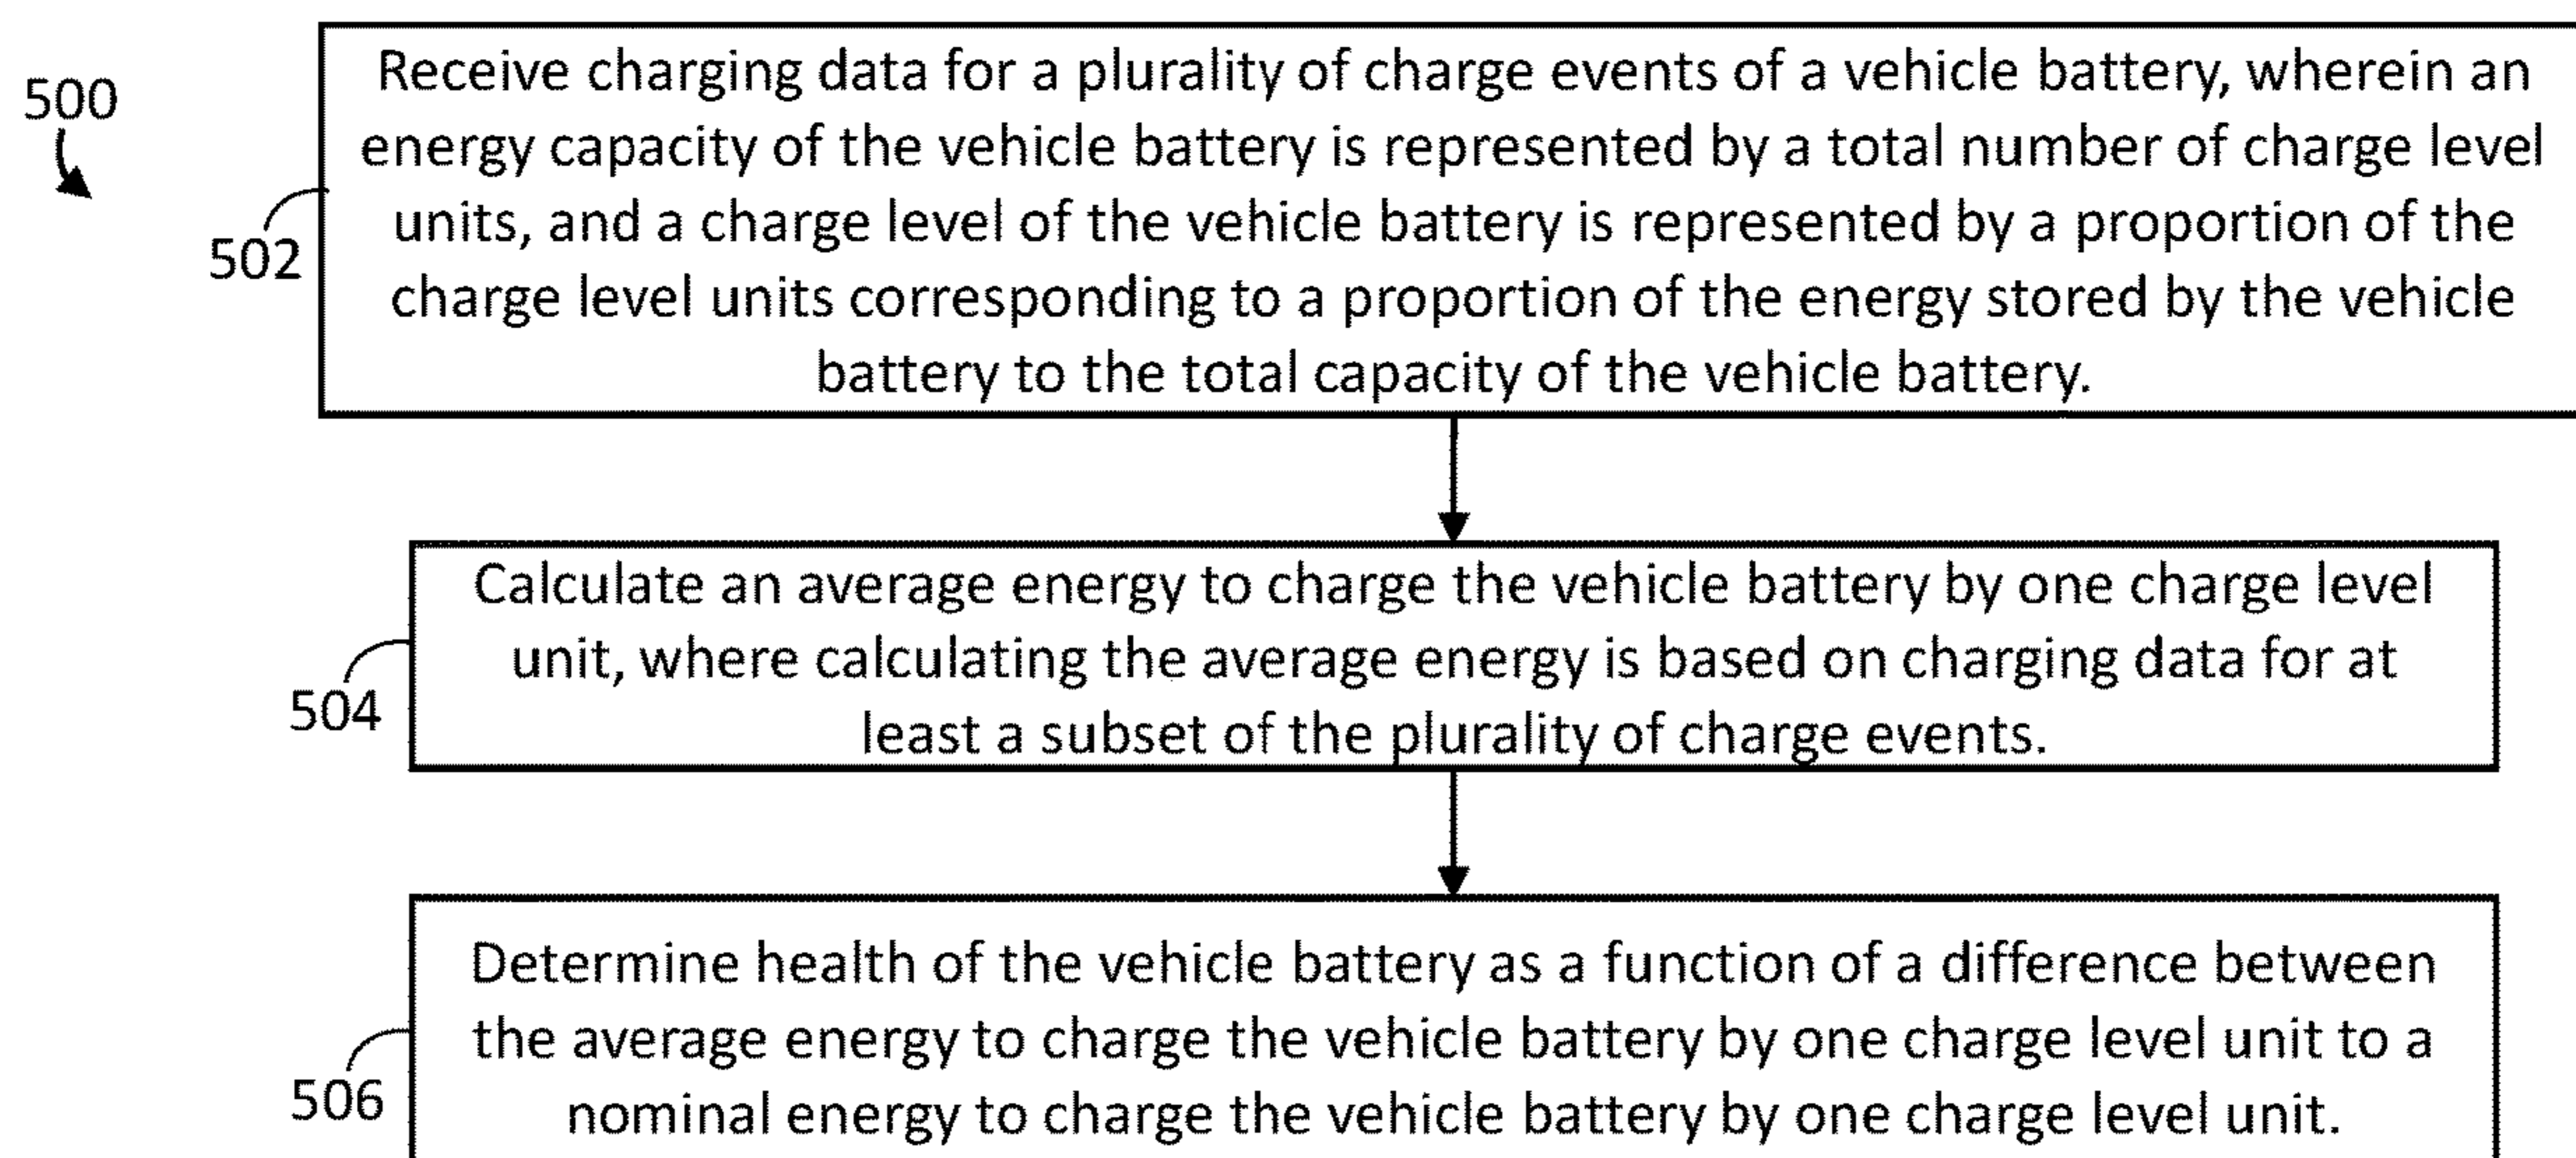 500
Receive charging data for a plurality of charge events of a vehicle battery, wherein an
energy capacity of the vehicle battery is represented by a total number of charge level
units, and a charge level of the vehicle battery is represented by a proportion of the
charge level units corresponding to a proportion of the energy stored by the vehicle
battery to the total capacity of the vehicle battery.
502
Calculate an average energy to charge the vehicle battery by one charge level
unit, where calculating the average energy is based on charging data for at
least a subset of the plurality of charge events.
504
Determine health of the vehicle battery as a function of a difference between
the average energy to charge the vehicle battery by one charge level unit to a
nominal energy to charge the vehicle battery by one charge level unit.
506